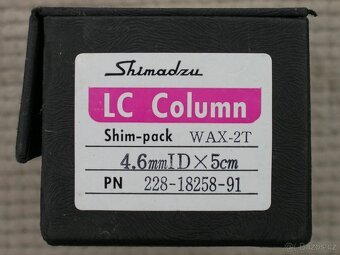 Shimadzu
LC Column
Shim-pack WAX-2T
4.6mmID×5cm
PN 228-18258-91